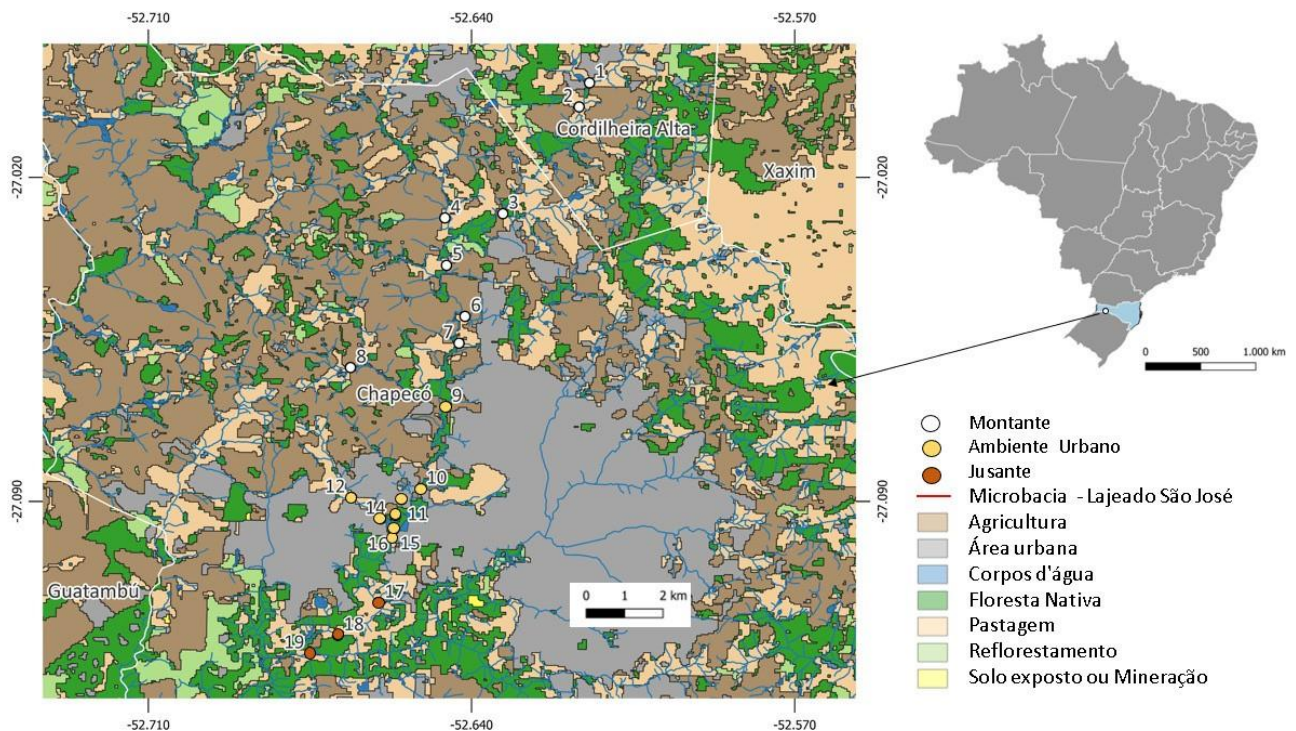 -52.710
-52.640
-52.570
1
2
Cordilheira Alta
Xaxim
-27.020
-27.020
3
4
5
6
7
8
Chapecó
9
10
12
-27.090
-27.090
14
11
16
15
Guatambú
17
18
19
0
1
2 km
-52.710
-52.640
-52.570
0
500
1.000 km
Montante
Ambiente Urbano
Jusante
Microbacia - Lajeado São José
Agricultura
Área urbana
Corpos d'água
Floresta Nativa
Pastagem
Reflorestamento
Solo exposto ou Mineração